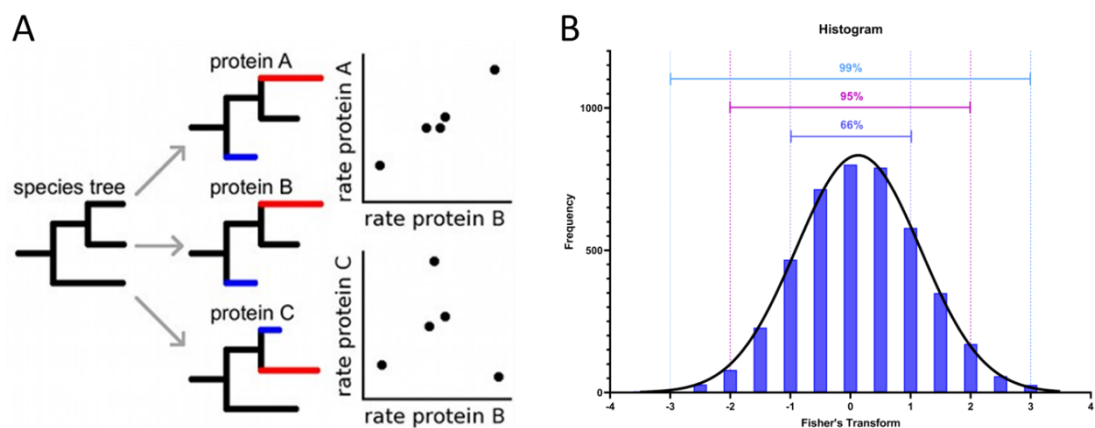 A
species tree
protein A
protein B
protein C
rate protein A
rate protein B
rate protein C
rate protein B
B
Histogram
99%
95%
66%
1000
500
0
Frequency
-4 -3 -2 -1 0 1 2 3 4
Fisher's Transform